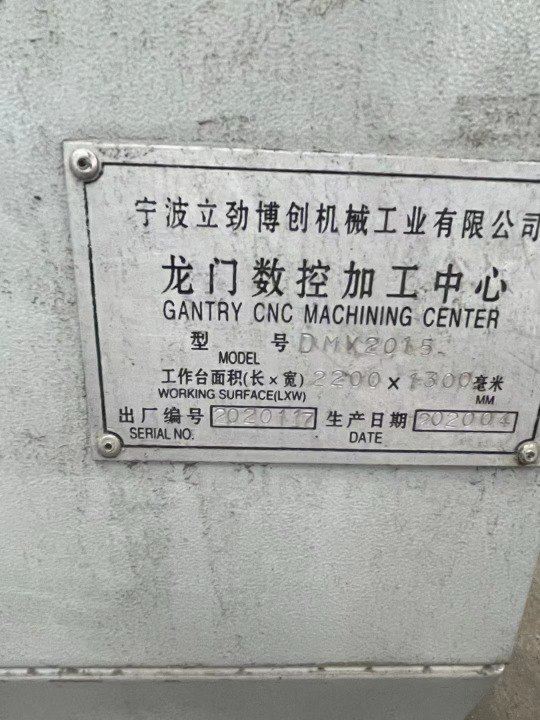 宁波立劲博创机械工业有限公司
龙门数控加工中心
GANTRY CNC MACHINING CENTER
型 号 DMK2015
MODEL
工作台面积(长×宽) 2200 × 1300 毫米
WORKING SURFACE(LXW) MM
出厂编号 2020117 生产日期 202004
SERIAL NO. DATE